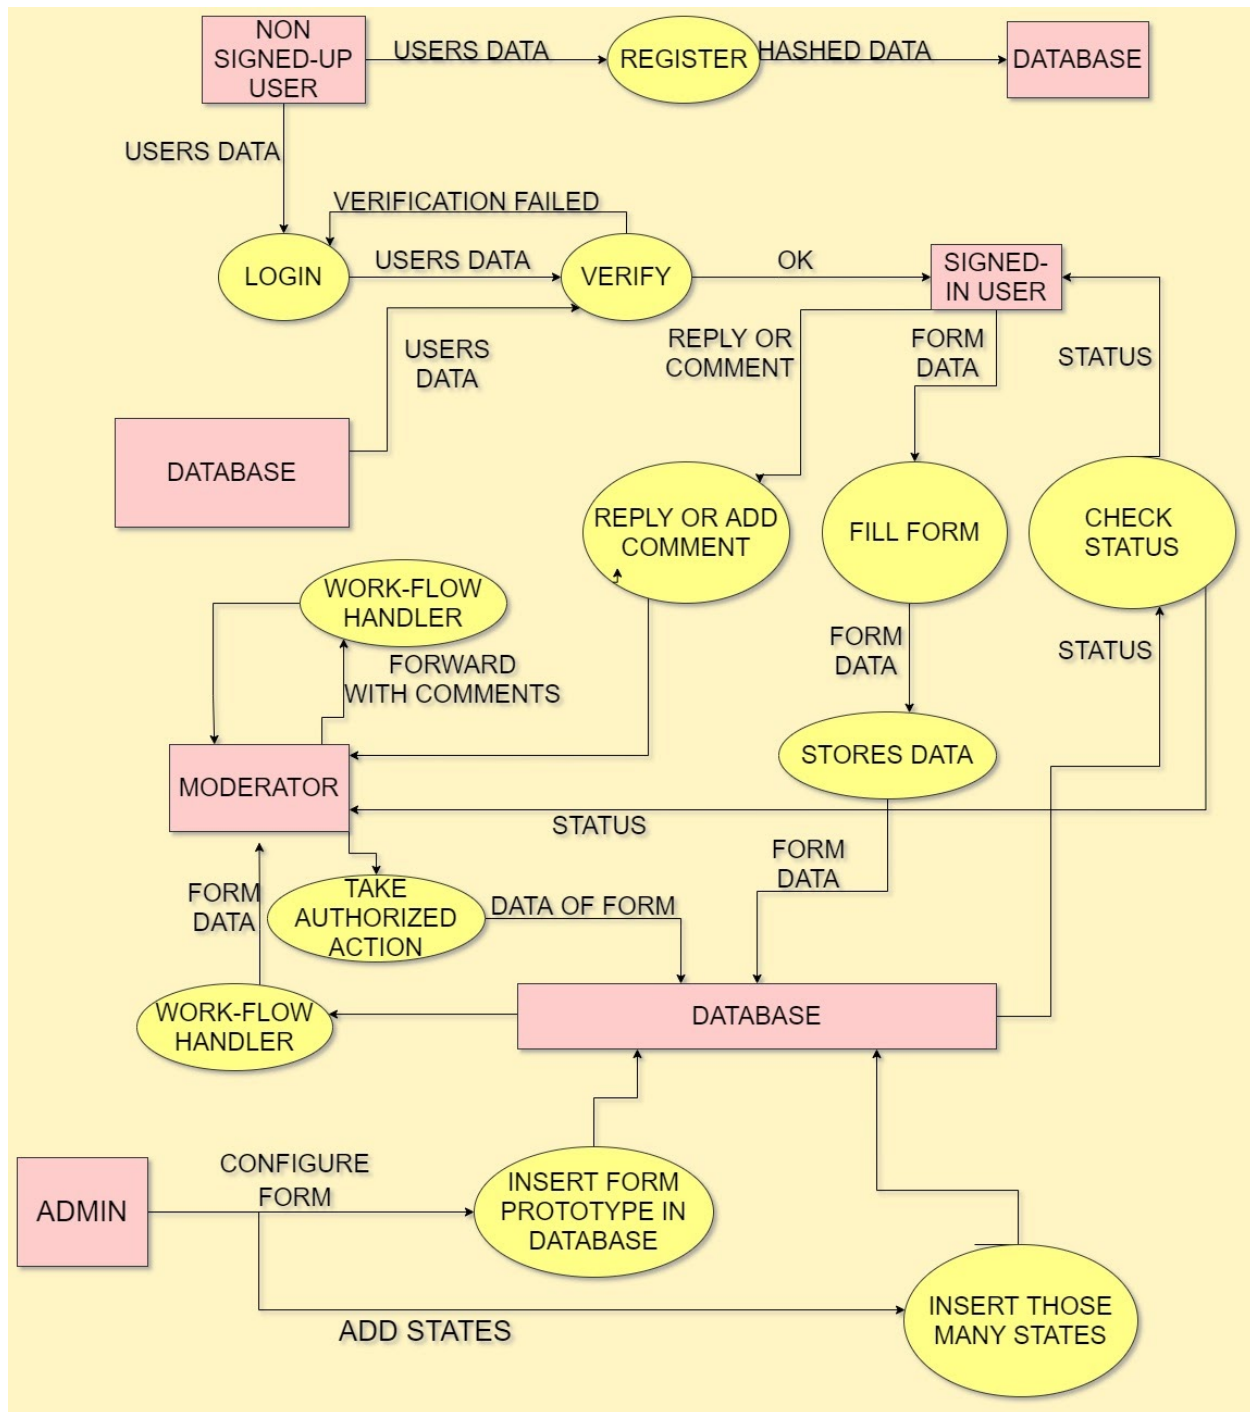 NON
SIGNED-UP
USER
USERS DATA
REGISTER
HASHED DATA
DATABASE
USERS DATA
VERIFICATION FAILED
LOGIN
USERS DATA
VERIFY
OK
SIGNED-
IN USER
USERS
DATA
REPLY OR
COMMENT
FORM
DATA
STATUS
DATABASE
REPLY OR ADD
COMMENT
FILL FORM
CHECK
STATUS
WORK-FLOW
HANDLER
FORWARD
WITH COMMENTS
FORM
DATA
STATUS
MODERATOR
STORES DATA
STATUS
FORM
DATA
FORM
DATA
TAKE
AUTHORIZED
ACTION
DATA OF FORM
WORK-FLOW
HANDLER
DATABASE
ADMIN
CONFIGURE
FORM
INSERT FORM
PROTOTYPE IN
DATABASE
ADD STATES
INSERT THOSE
MANY STATES